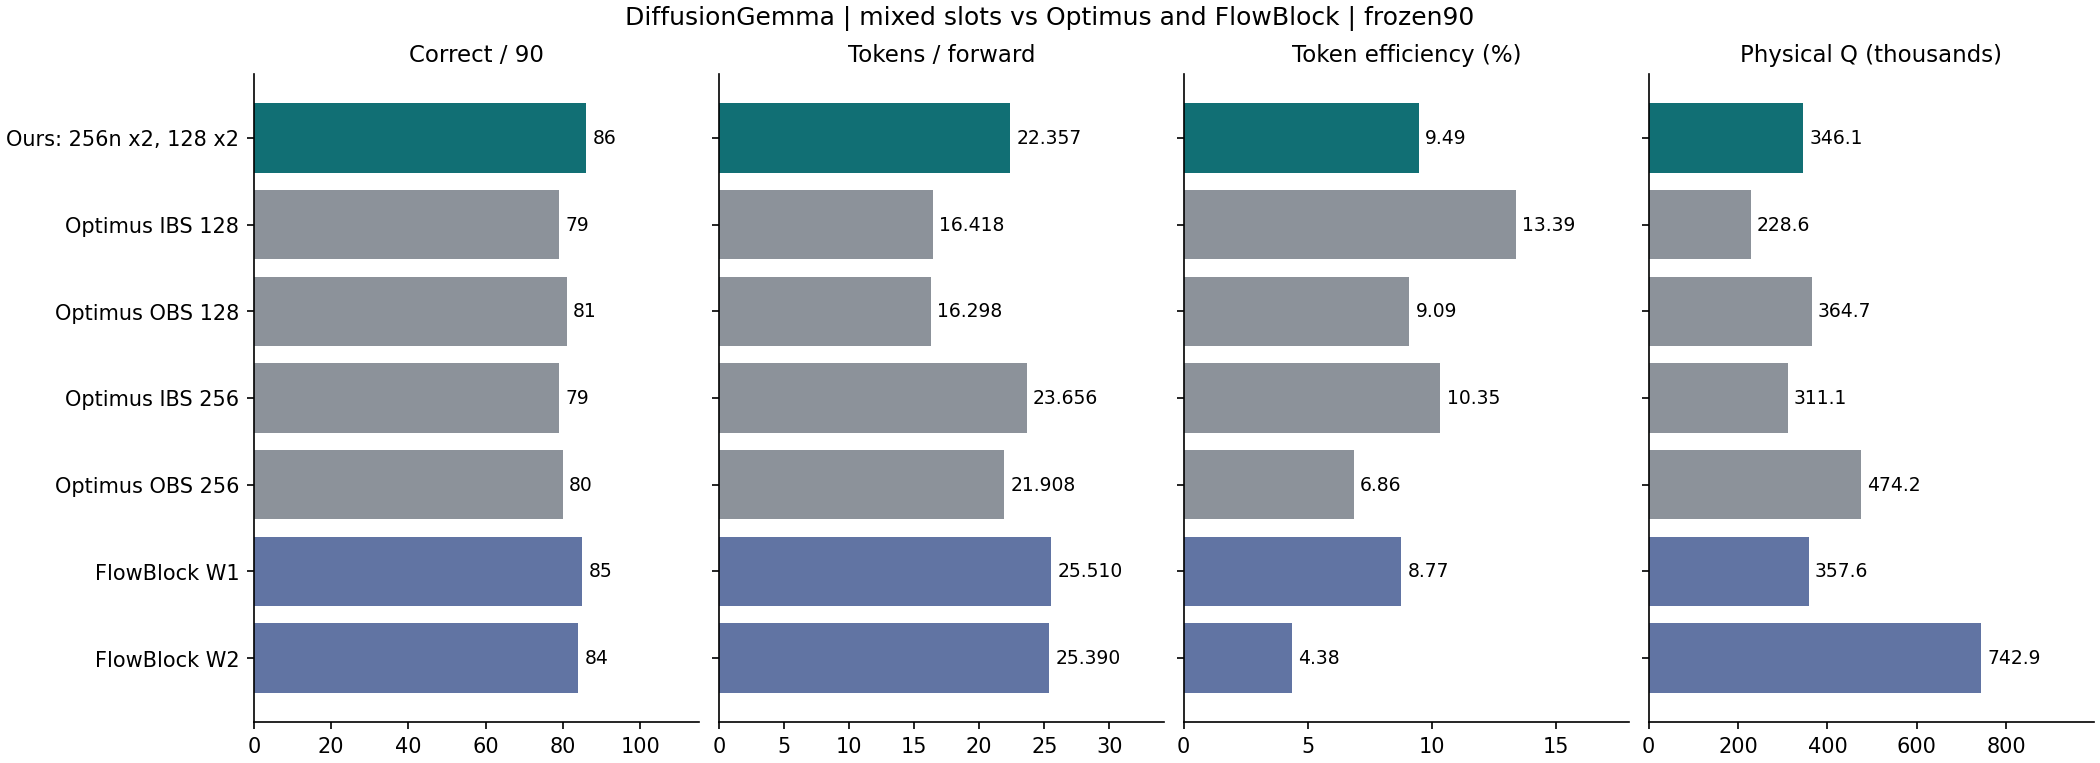 DiffusionGemma | mixed slots vs Optimus and FlowBlock | frozen90
Correct / 90
Tokens / forward
Token efficiency (%)
Physical Q (thousands)
Ours: 256n x2, 128 x2
86
22.357
9.49
346.1
Optimus IBS 128
79
16.418
13.39
228.6
Optimus OBS 128
81
16.298
9.09
364.7
Optimus IBS 256
79
23.656
10.35
311.1
Optimus OBS 256
80
21.908
6.86
474.2
FlowBlock W1
85
25.510
8.77
357.6
FlowBlock W2
84
25.390
4.38
742.9
0 20 40 60 80 100
0 5 10 15 20 25 30
0 5 10 15
0 200 400 600 800